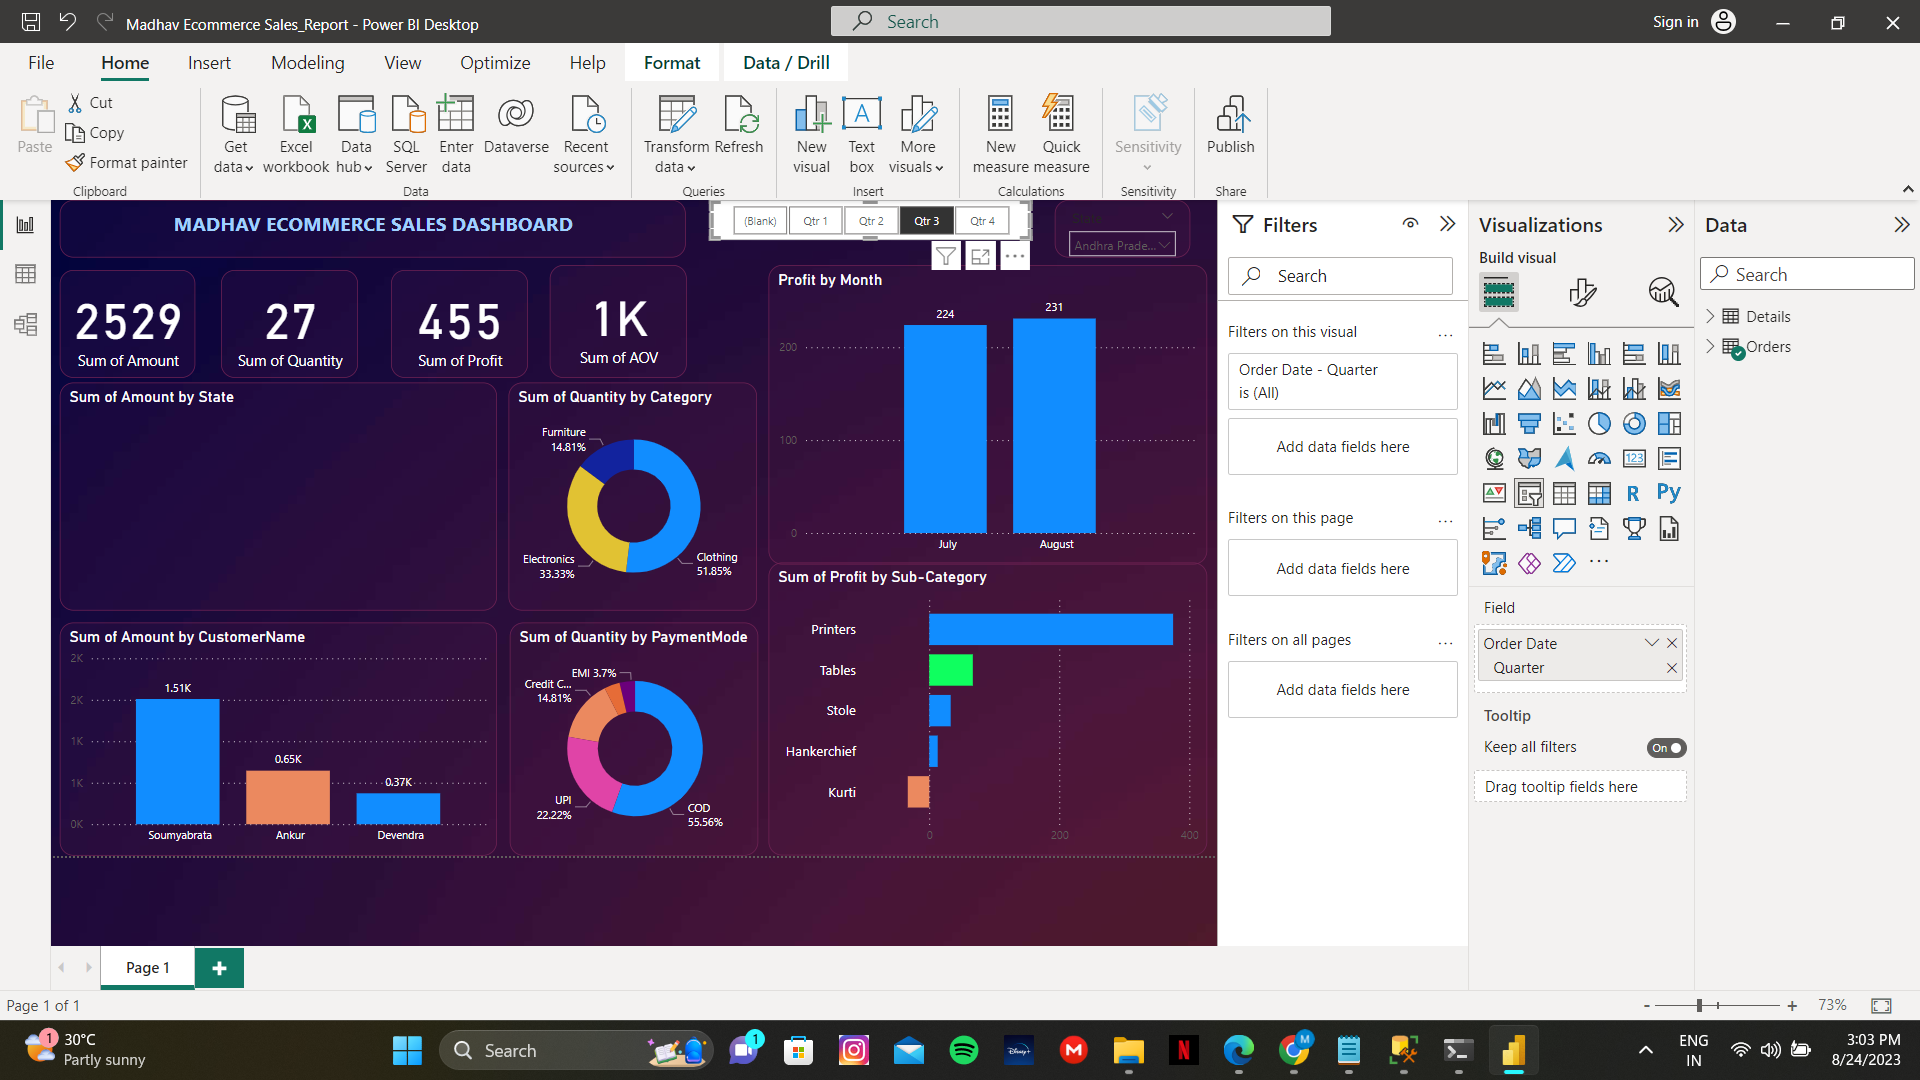 Madhav Ecommerce Sales_Report - Power BI Desktop
Search
Sign in
File Home Insert Modeling View Optimize Help Format Data / Drill
Paste
Cut
Copy
Format painter
Clipboard
Get data
Excel workbook
Data hub
SQL Server
Enter data
Dataverse
Recent sources
Data
Transform data
Refresh
Queries
New visual
Text box
A
More visuals
Insert
New measure
Quick measure
Calculations
Sensitivity
Sensitivity
Publish
Share
MADHAV ECOMMERCE SALES DASHBOARD
(Blank) Qtr 1 Qtr 2 Qtr 3 Qtr 4
Andhra Prade...
2529
Sum of Amount
27
Sum of Quantity
455
Sum of Profit
1K
Sum of AOV
Sum of Amount by State
Sum of Quantity by Category
Furniture
14.81%
Electronics
33.33%
Clothing
51.85%
Profit by Month
224
231
200
100
0
July
August
Sum of Amount by CustomerName
2K
2K
1K
1K
0K
1.51K
0.65K
0.37K
Soumyabrata
Ankur
Devendra
Sum of Quantity by PaymentMode
EMI 3.7%
Credit C...
14.81%
UPI
22.22%
COD
55.56%
Sum of Profit by Sub-Category
Printers
Tables
Stole
Hankerchief
Kurti
0
200
400
Filters
Search
Filters on this visual
...
Order Date - Quarter
is (All)
Add data fields here
Filters on this page
...
Add data fields here
Filters on all pages
...
Add data fields here
Visualizations
Build visual
123
R
Py
...
Field
Order Date
Quarter
Tooltip
Keep all filters
On
Drag tooltip fields here
Data
Search
Details
Orders
Page 1
+
Page 1 of 1
- + 73%
1
30°C
Partly sunny
Search
1
Disney+
M
N
M
ENG
IN
3:03 PM
8/24/2023